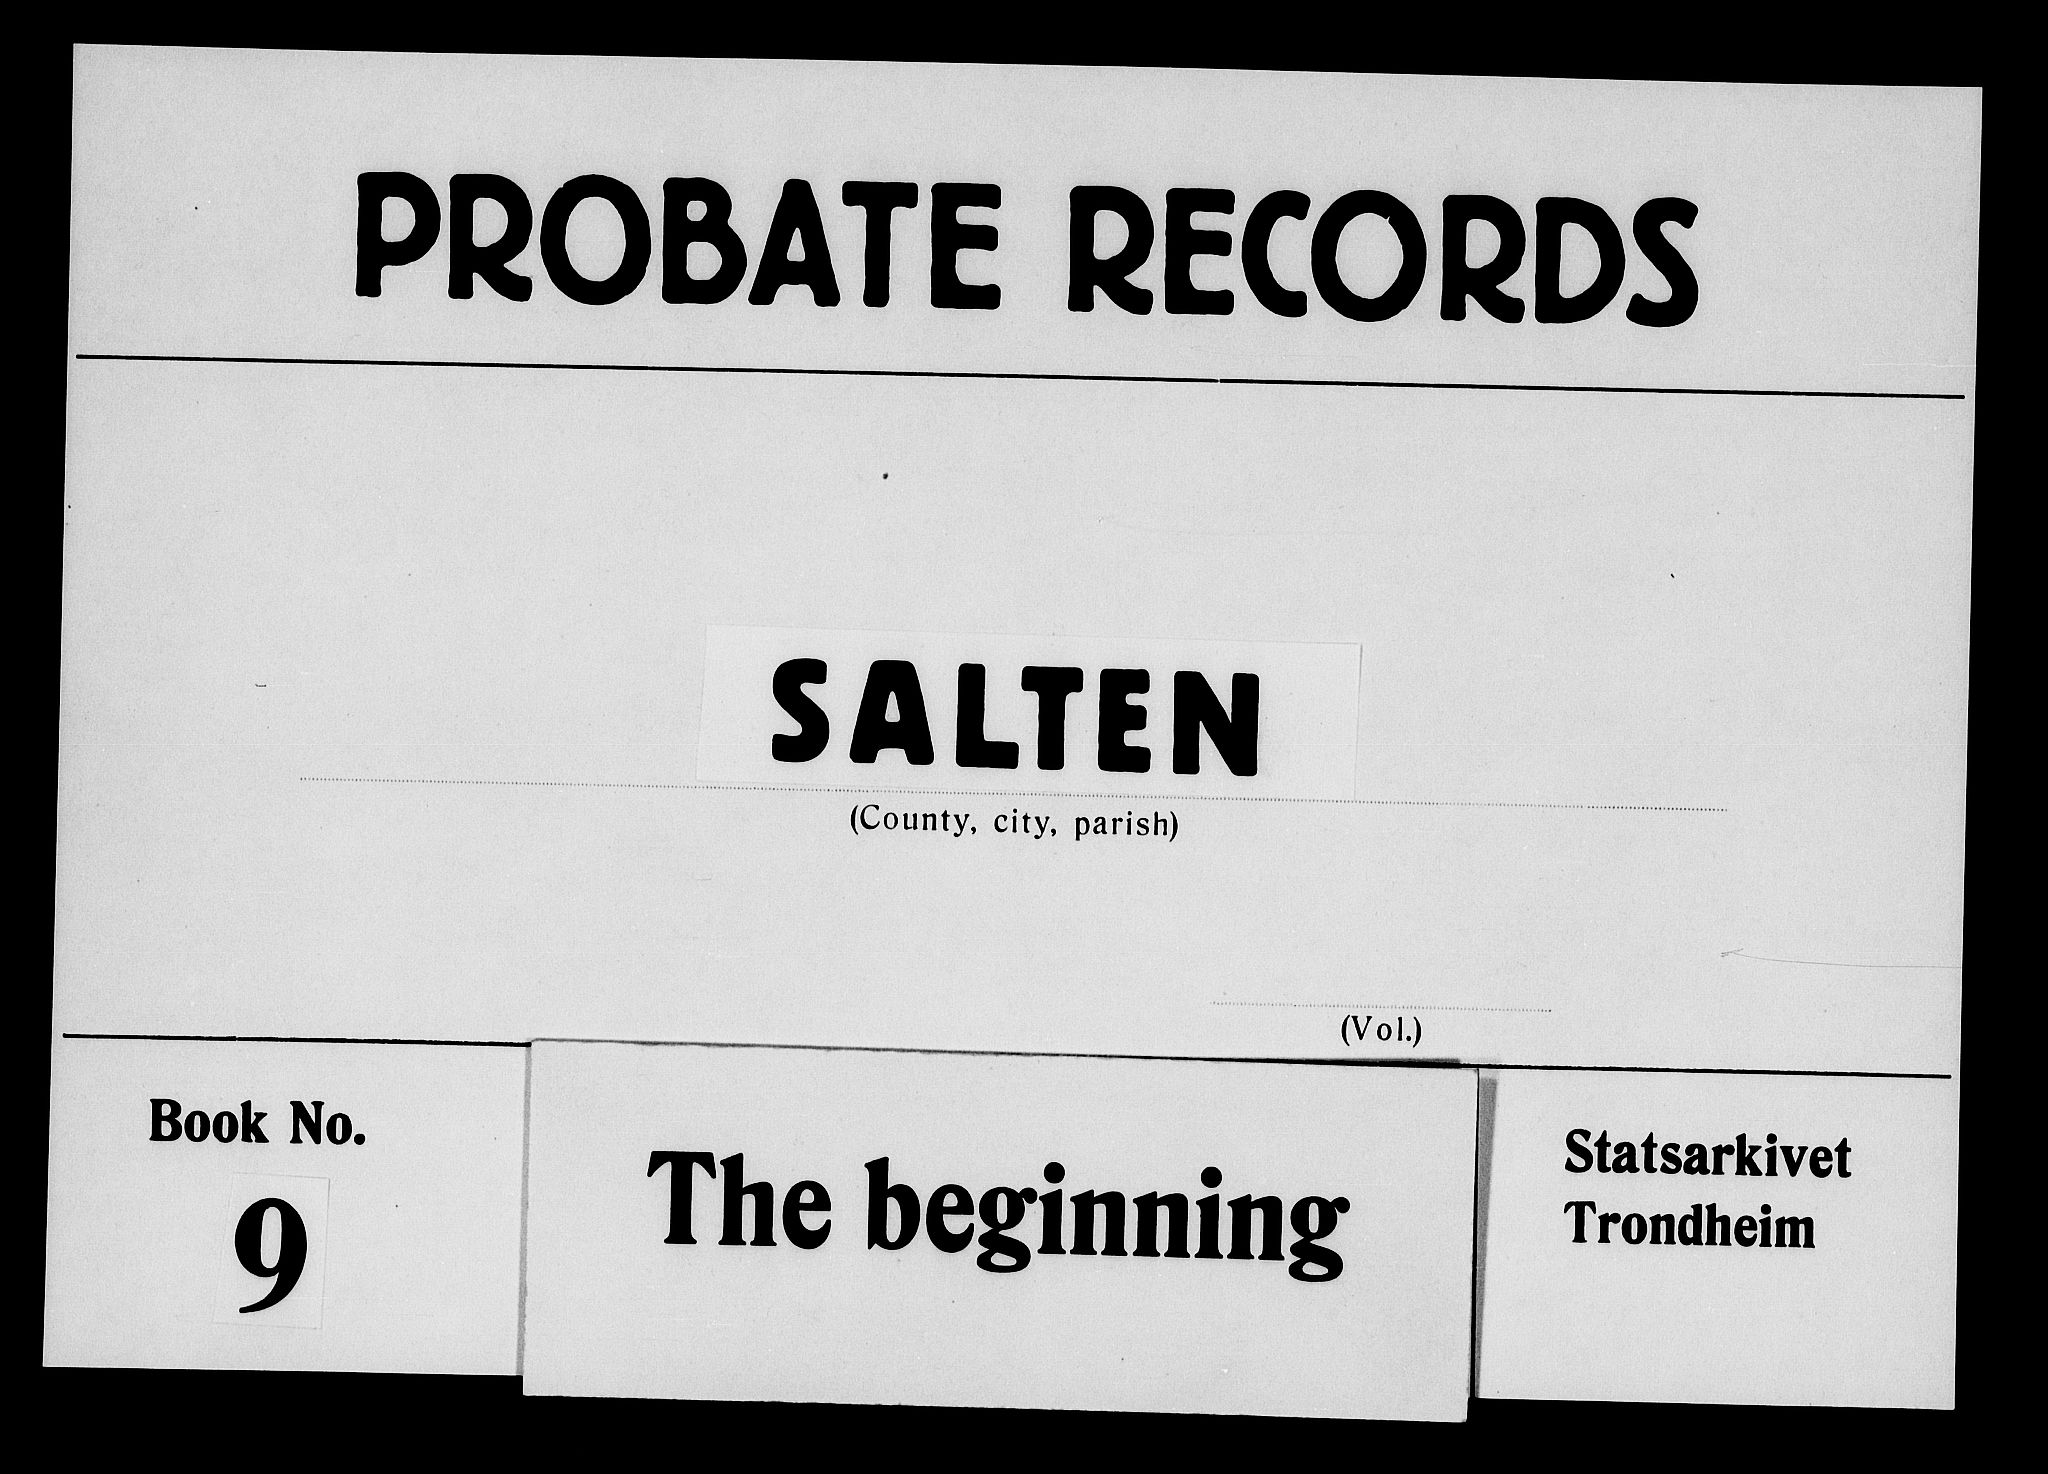 PROBATE RECORDS
SALTEN
(County, city, parish)
(Vol.)
Book No.
9
The beginning
Statsarkivet
Trondheim